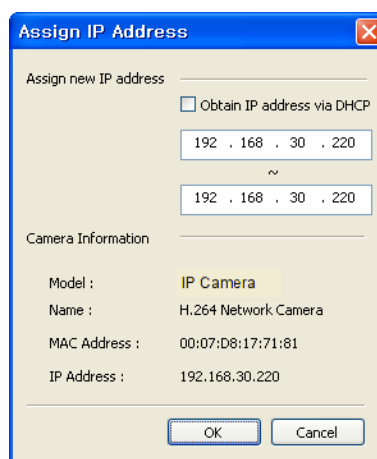 Assign IP Address
Assign new IP address
Obtain IP address via DHCP
192 . 168 . 30 . 220
~
192 . 168 . 30 . 220
Camera Information
Model : IP Camera
Name : H.264 Network Camera
MAC Address : 00:07:D8:17:71:81
IP Address : 192.168.30.220
OK Cancel